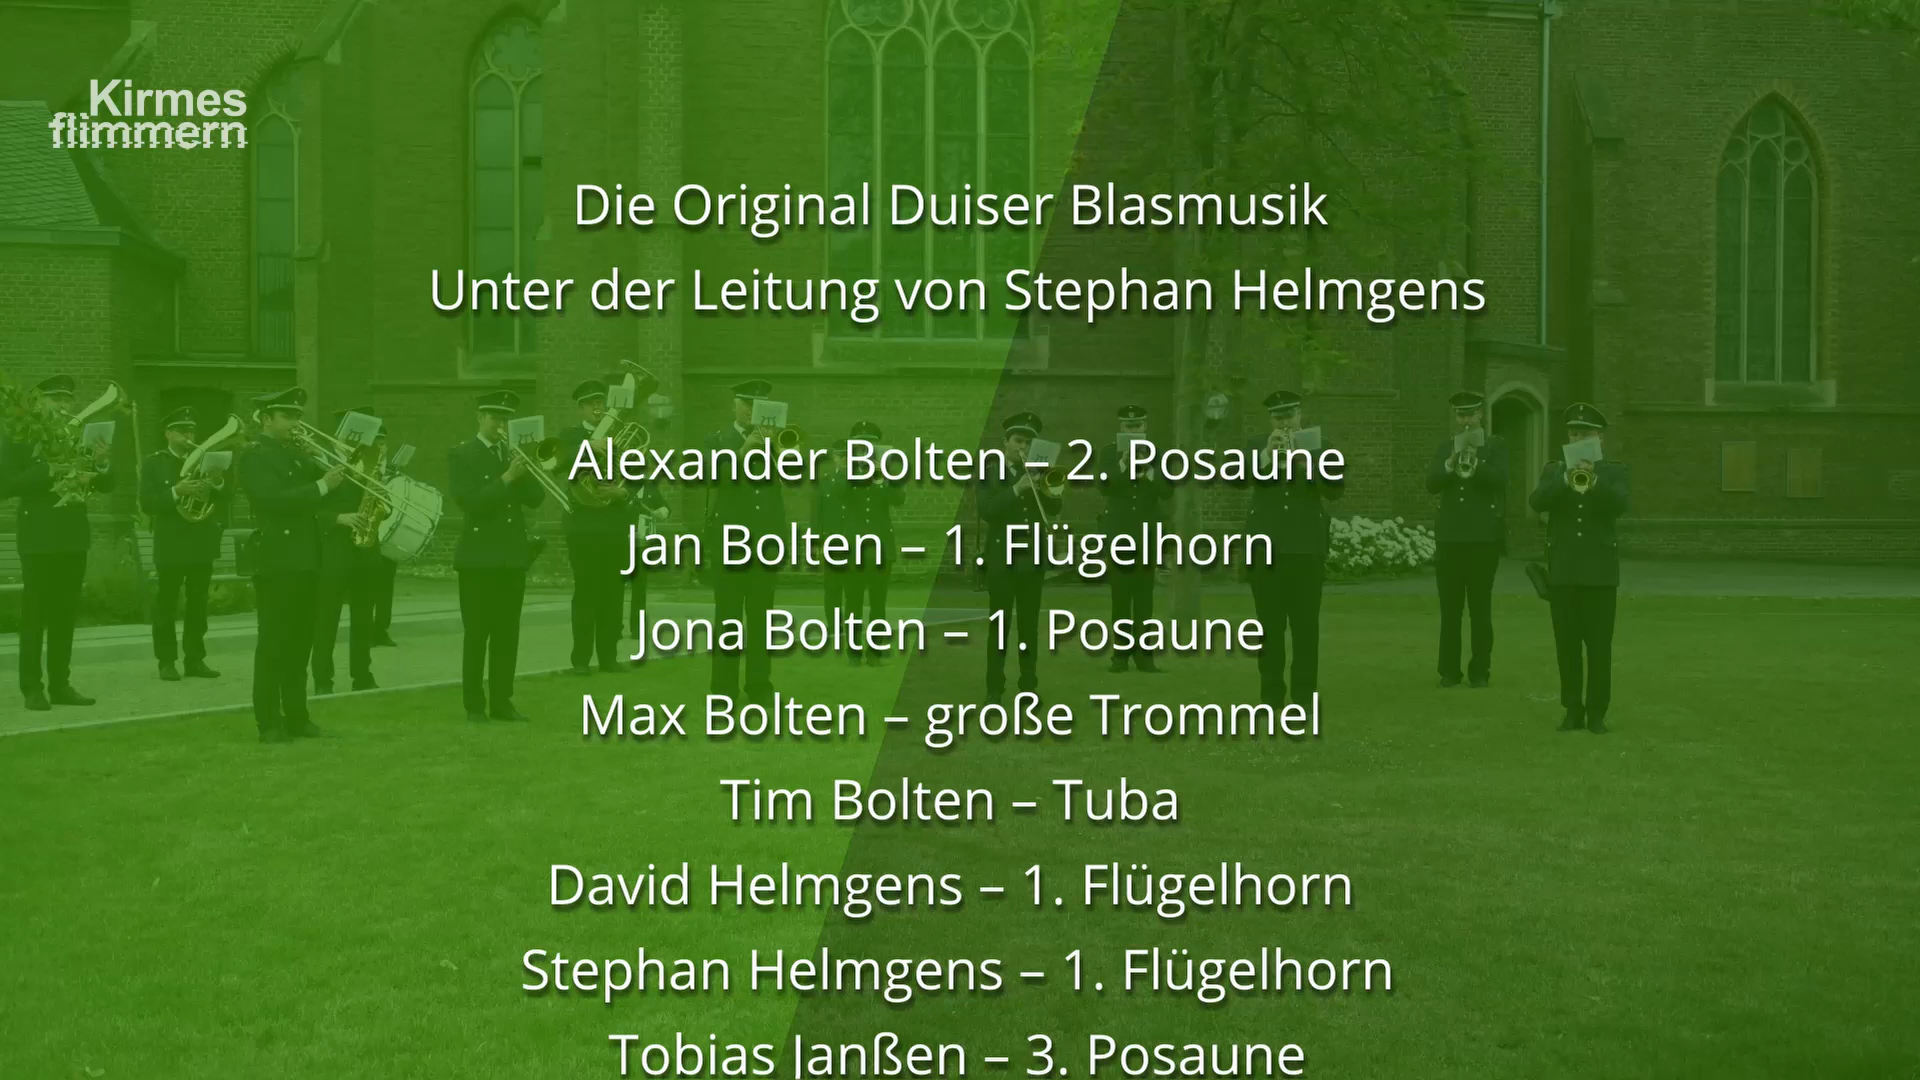 Kirmes
flimmern
Die Original Duiser Blasmusik
Unter der Leitung von Stephan Helmgens
Alexander Bolten – 2. Posaune
Jan Bolten – 1. Flügelhorn
Jona Bolten – 1. Posaune
Max Bolten – große Trommel
Tim Bolten – Tuba
David Helmgens – 1. Flügelhorn
Stephan Helmgens – 1. Flügelhorn
Tobias Janßen – 3. Posaune